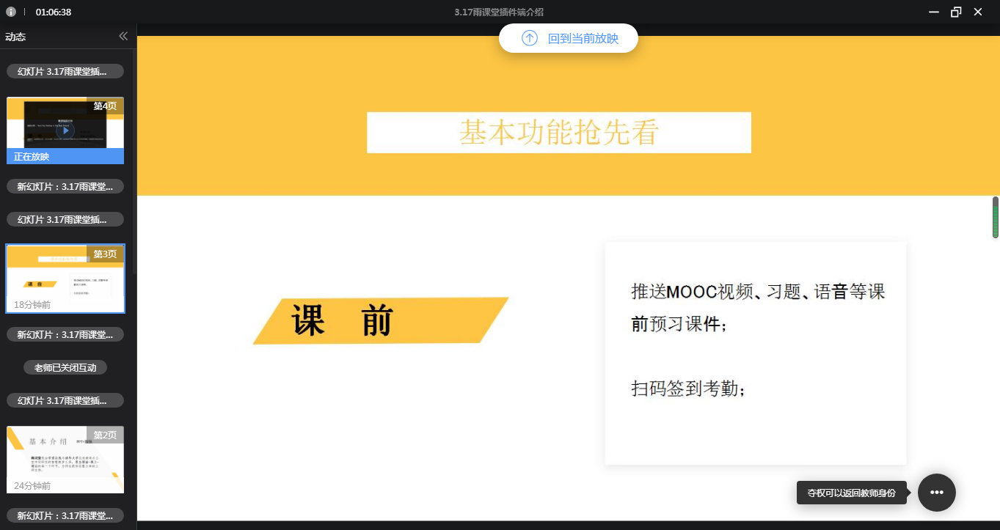 01:06:38
3.17雨课堂插件端介绍
动态
幻灯片 3.17雨课堂插...
第4页
正在放映
新幻灯片：3.17雨课堂...
幻灯片 3.17雨课堂插...
第3页
基本功能抢先看
课 前
18分钟前
新幻灯片：3.17雨课堂...
老师已关闭互动
幻灯片 3.17雨课堂插...
第2页
基本介绍
24分钟前
新幻灯片：3.17雨课堂...
回到当前放映
基本功能抢先看
课 前
推送MOOC视频、习题、语音等课
前预习课件；
扫码签到考勤；
夺权可以返回教师身份